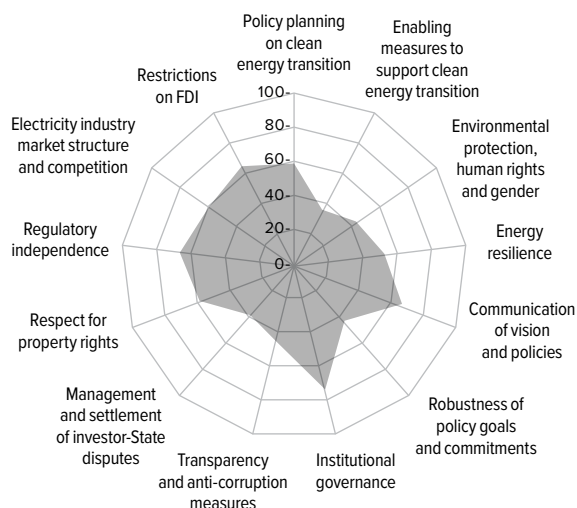 Policy planning
on clean
energy transition
Enabling
measures to
support clean
energy transition
Environmental
protection,
human rights
and gender
Energy
resilience
Communication
of vision
and policies
Robustness of
policy goals
and commitments
Institutional
governance
Transparency
and anti-corruption
measures
Management
and settlement
of investor-State
disputes
Respect for
property rights
Regulatory
independence
Electricity industry
market structure
and competition
Restrictions
on FDI
100
80
60
40
20
0